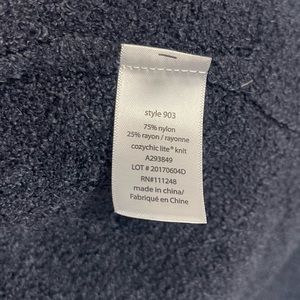 style 903
75% nylon
25% rayon / rayonne
cozychic lite® knit
A293849
LOT # 20170604D
RN#111248
made in china/
Fabriqué en Chine